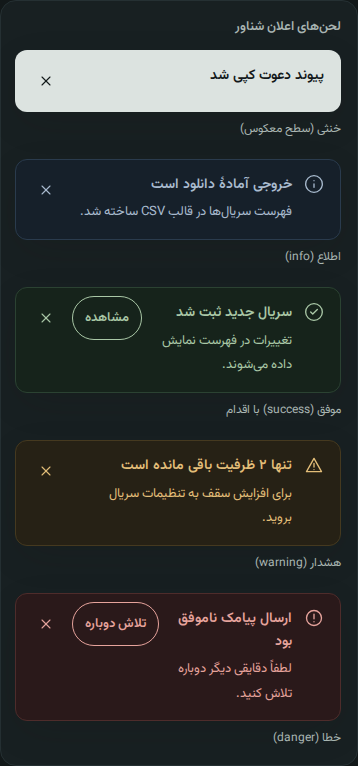 لحن‌های اعلان شناور
پیوند دعوت کپی شد
خنثی (سطح معکوس)
خروجی آمادهٔ دانلود است
فهرست سریال‌ها در قالب CSV ساخته شد.
اطلاع (info)
سریال جدید ثبت شد
مشاهده
تغییرات در فهرست نمایش
داده می‌شوند.
موفق (success) با اقدام
تنها ۲ ظرفیت باقی مانده است
برای افزایش سقف به تنظیمات سریال
بروید.
هشدار (warning)
ارسال پیامک ناموفق
بود
تلاش دوباره
لطفاً دقایقی دیگر دوباره
تلاش کنید.
خطا (danger)